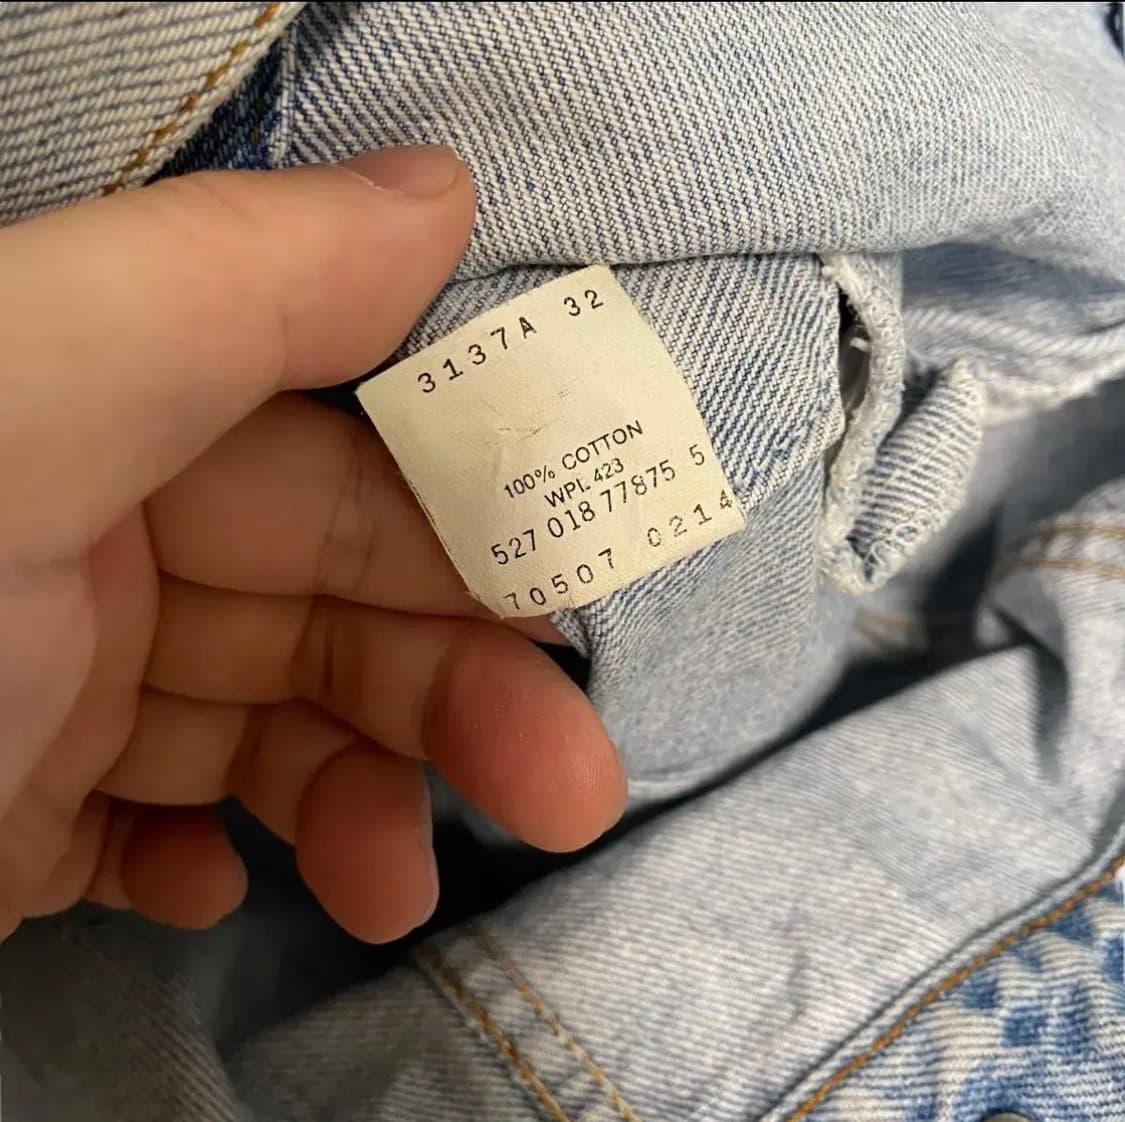 3137A 32
100% COTTON
WPL 423
527 018 77875 5
70507 0214